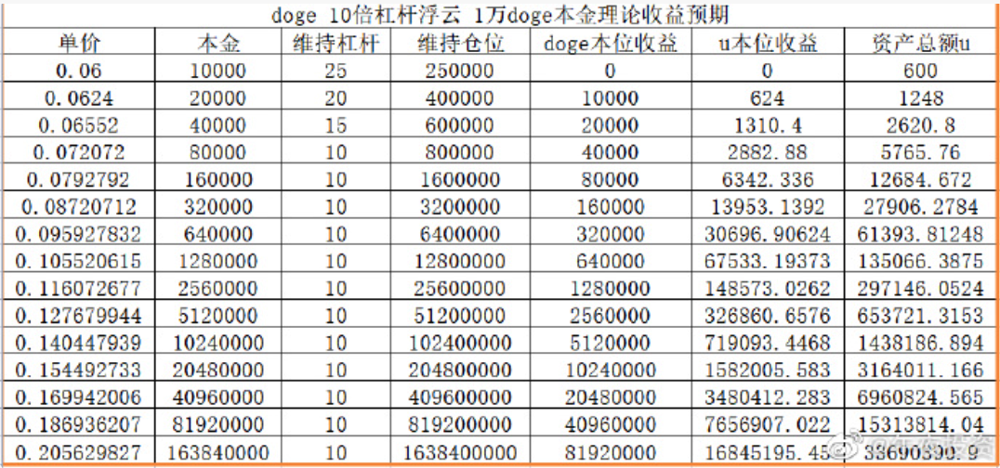 doge 10倍杠杆浮云 1万doge本金理论收益预期
单价 本金 维持杠杆 维持仓位 doge本位收益 u本位收益 资产总额u
0.06 10000 25 250000 0 0 600
0.0624 20000 20 400000 10000 624 1248
0.06552 40000 15 600000 20000 1310.4 2620.8
0.072072 80000 10 800000 40000 2882.88 5765.76
0.0792792 160000 10 1600000 80000 6342.336 12684.672
0.08720712 320000 10 3200000 160000 13953.1392 27906.2784
0.095927832 640000 10 6400000 320000 30696.90624 61393.81248
0.105520615 1280000 10 12800000 640000 67533.19373 135066.3875
0.116072677 2560000 10 25600000 1280000 148573.0262 297146.0524
0.127679944 5120000 10 51200000 2560000 326860.6576 653721.3153
0.140447939 10240000 10 102400000 5120000 719093.4468 1438186.894
0.154492733 20480000 10 204800000 10240000 1582005.583 3164011.166
0.169942006 40960000 10 409600000 20480000 3480412.283 6960824.565
0.186936207 81920000 10 819200000 40960000 7656907.022 15313814.04
0.205629827 163840000 10 1638400000 81920000 16845195.45 33690390.9